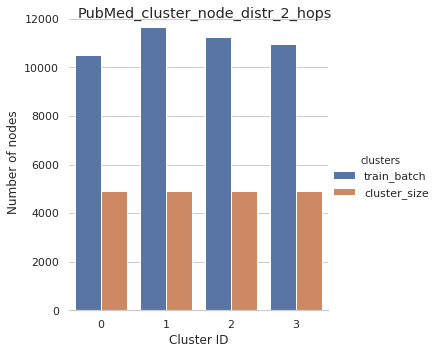 PubMed_cluster_node_distr_2_hops
12000
10000
8000
6000
4000
2000
0
Number of nodes
0 1 2 3
Cluster ID
clusters
train_batch
cluster_size